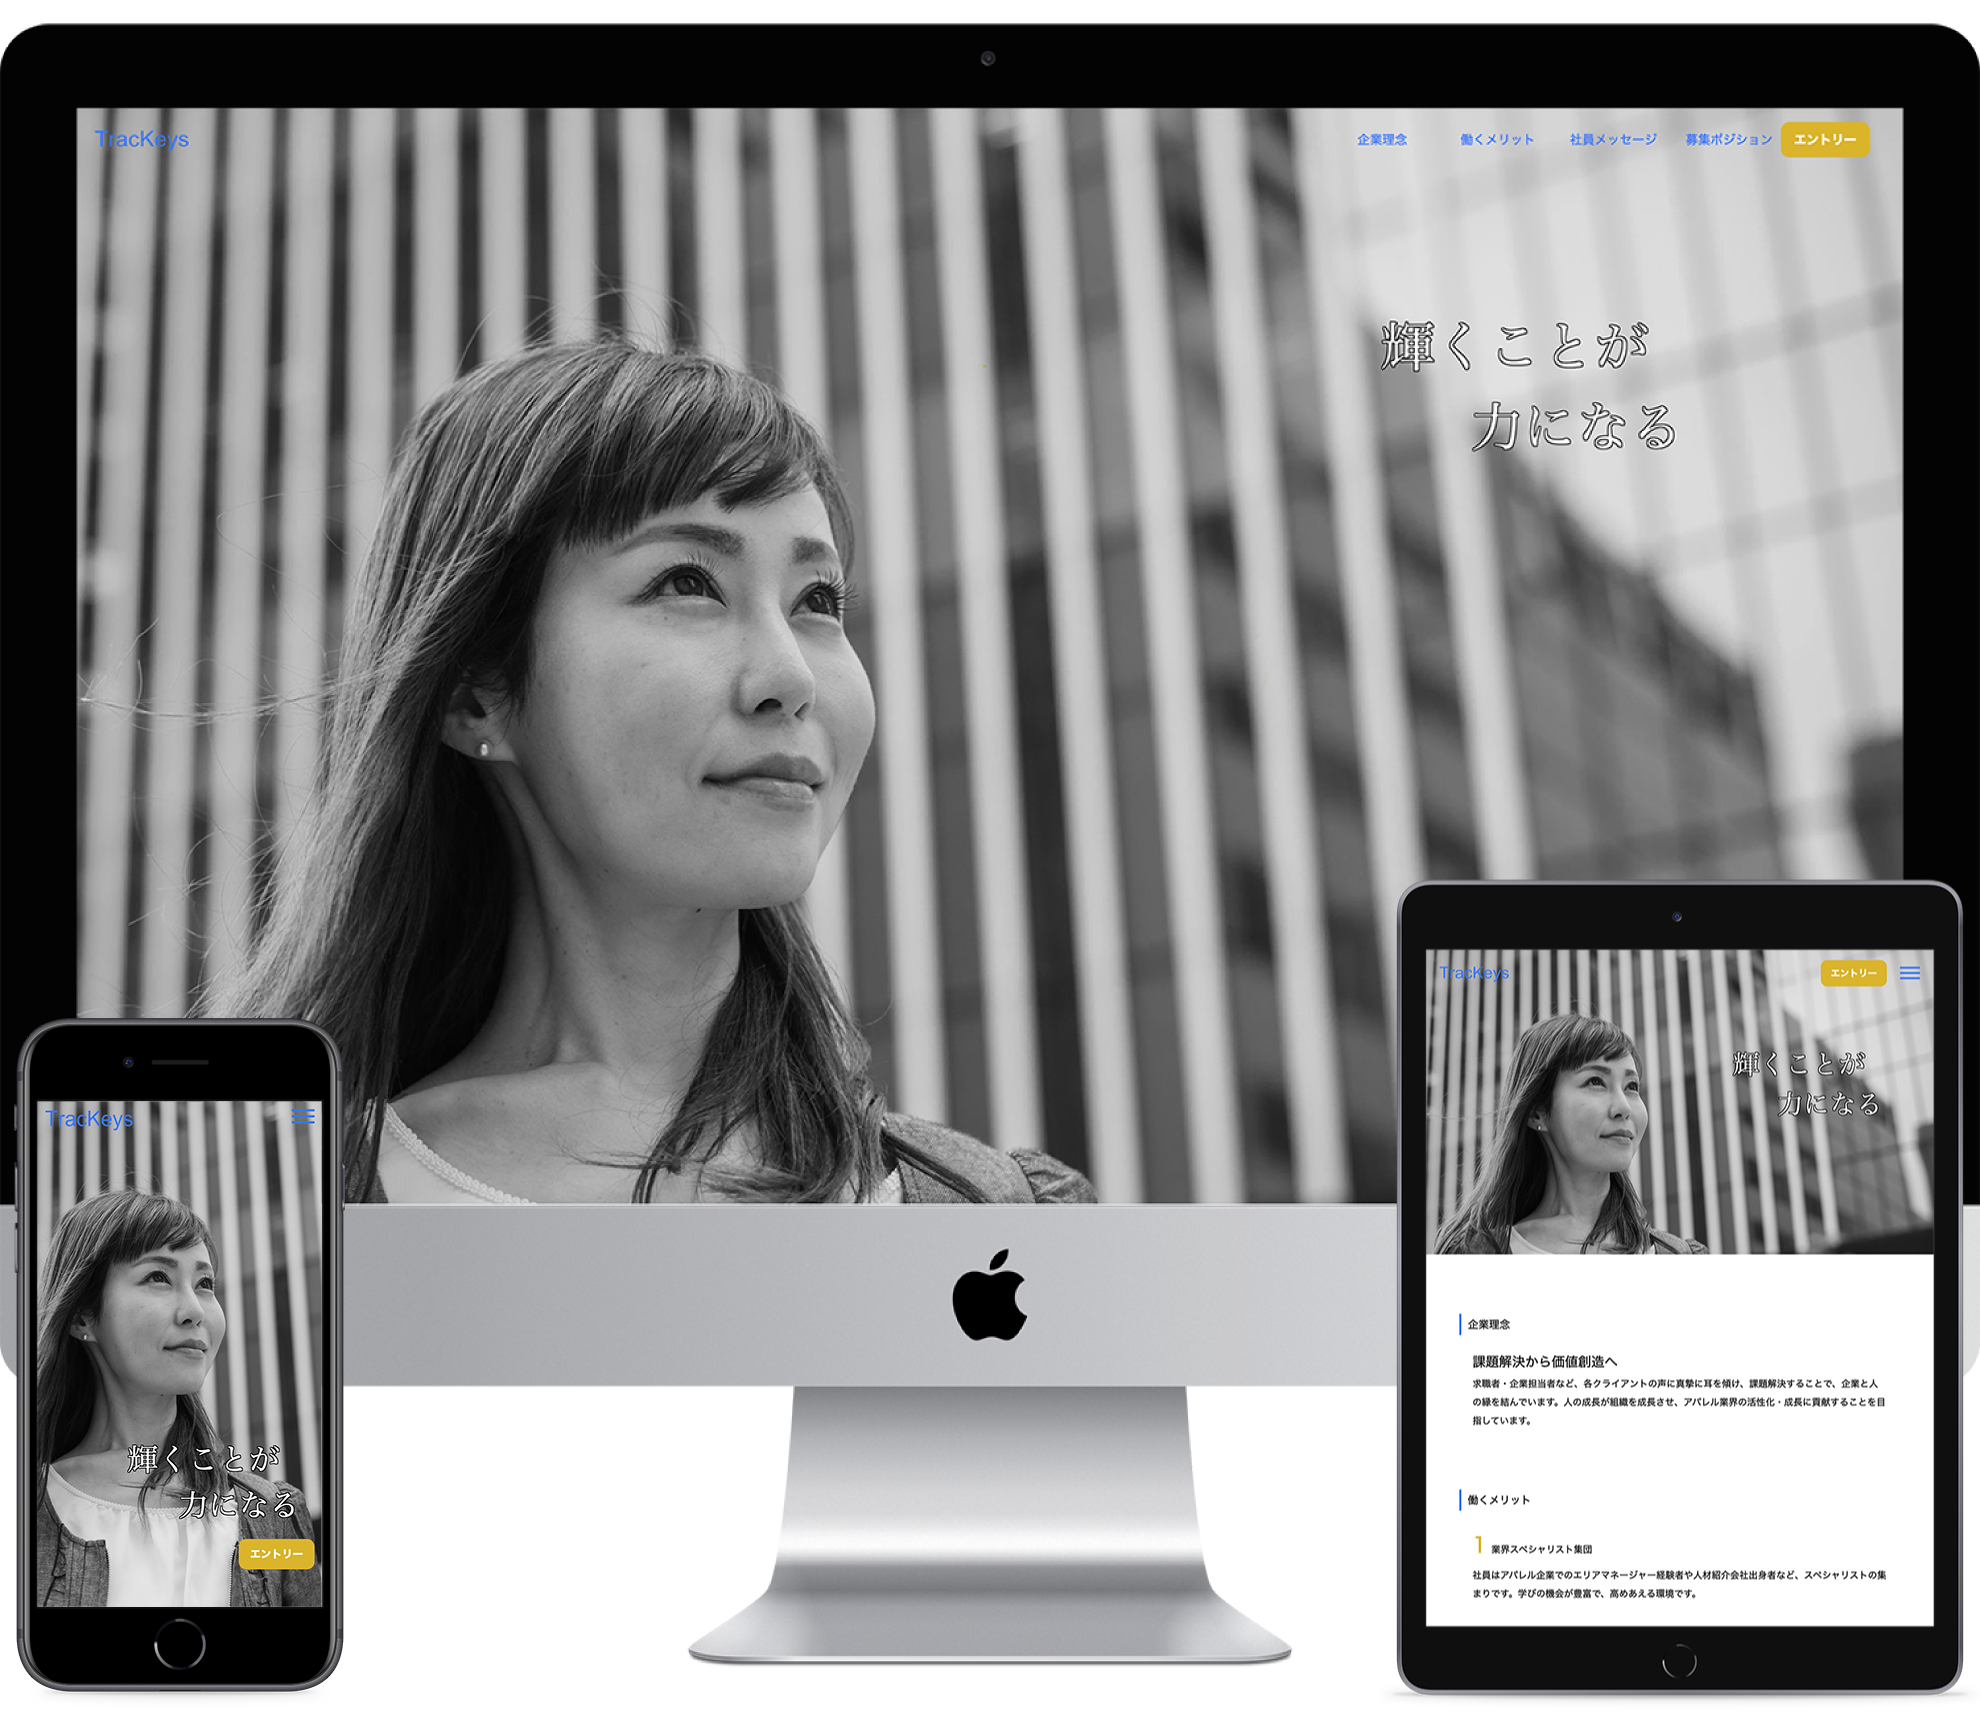 TracKeys
企業理念
働くメリット
社員メッセージ
募集ポジション
エントリー
輝くことが
力になる
TracKeys
輝くことが
力になる
エントリー
TracKeys
エントリー
輝くことが
力になる
企業理念
課題解決から価値創造へ
求職者・企業担当者など、各クライアントの声に真摯に耳を傾け、課題解決することで、企業と人
の縁を結んでいます。人の成長が組織を成長させ、アパレル業界の活性化・成長に貢献することを目
指しています。
働くメリット
1 業界スペシャリスト集団
社員はアパレル企業でのエリアマネージャー経験者や人材紹介会社出身者など、スペシャリストの集
まりです。学びの機会が豊富で、高めあえる環境です。